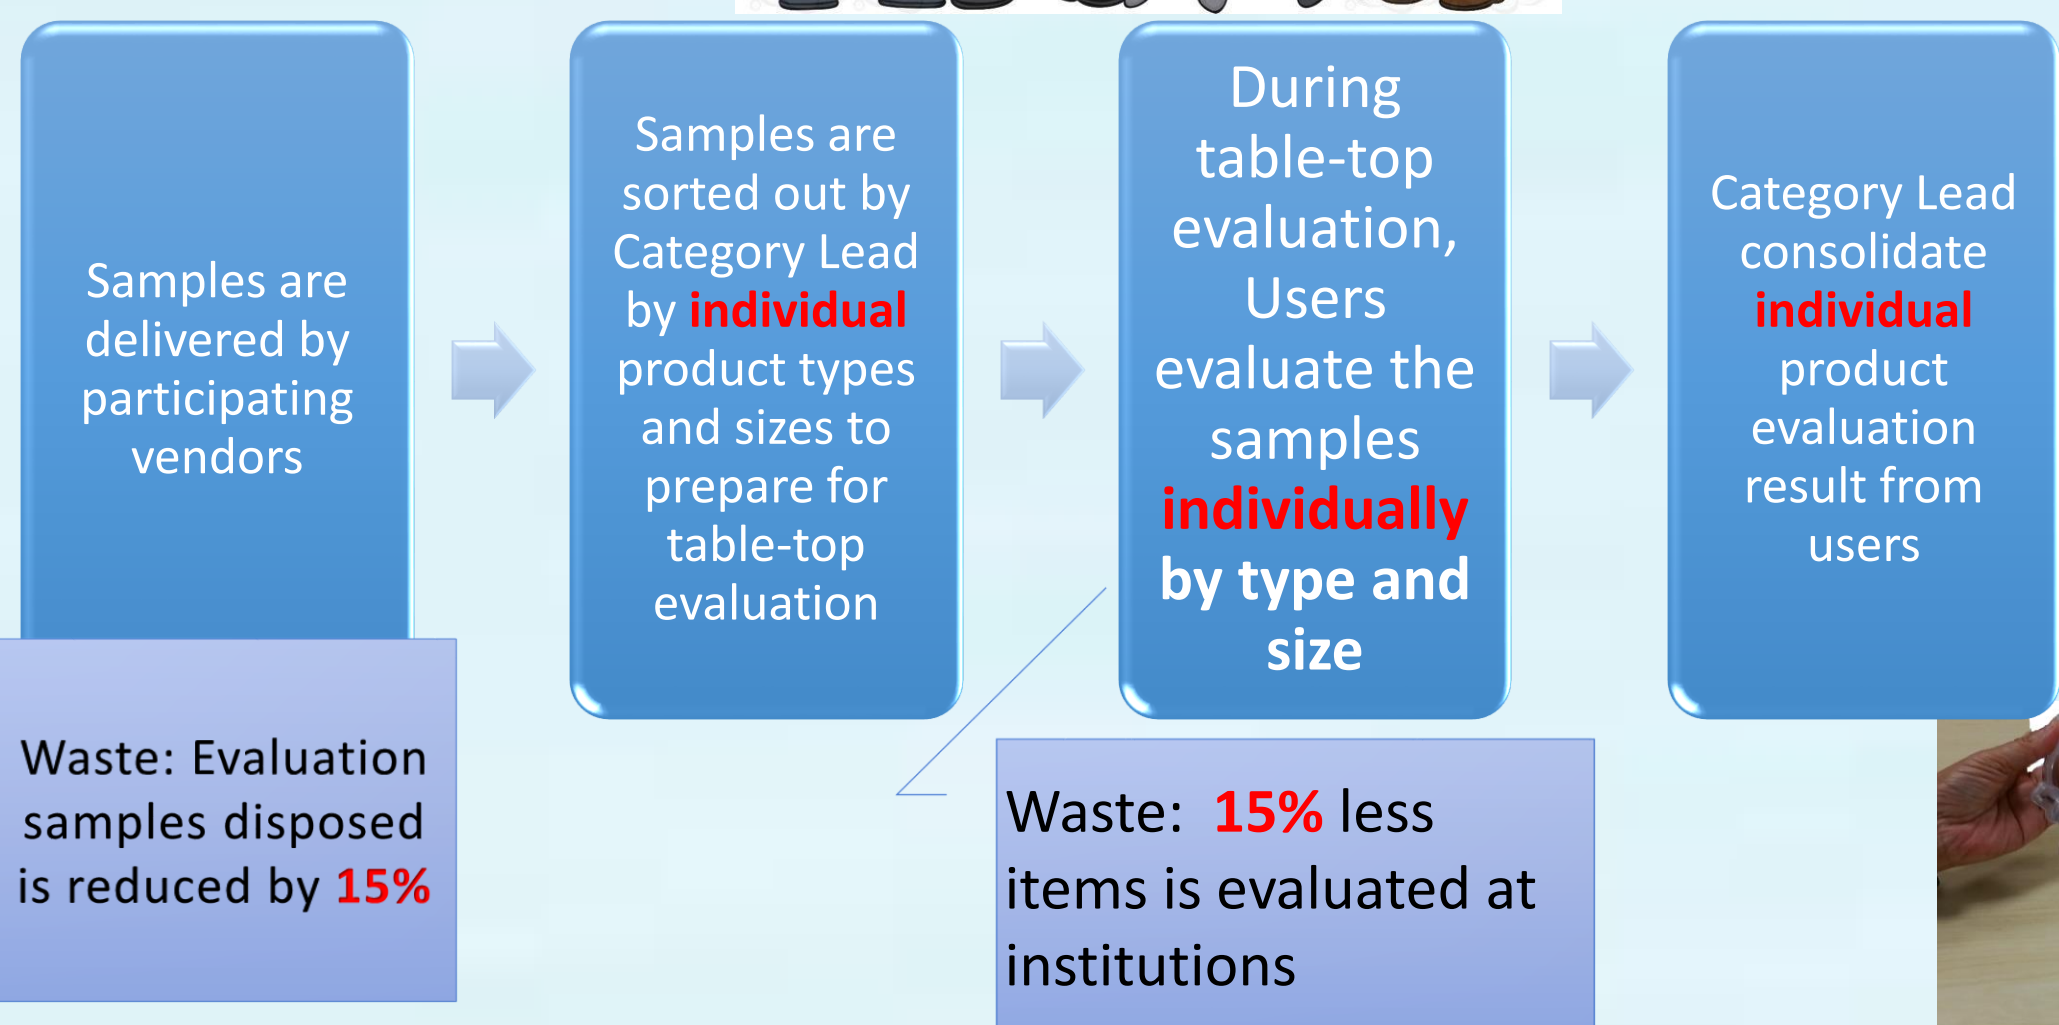 Samples are
delivered by
participating
vendors
Samples are
sorted out by
Category Lead
by individual
product types
and sizes to
prepare for
table-top
evaluation
During
table-top
evaluation,
Users
evaluate the
samples
individually
by type and
size
Category Lead
consolidate
individual
product
evaluation
result from
users
Waste: Evaluation
samples disposed
is reduced by 15%
Waste: 15% less
items is evaluated at
institutions